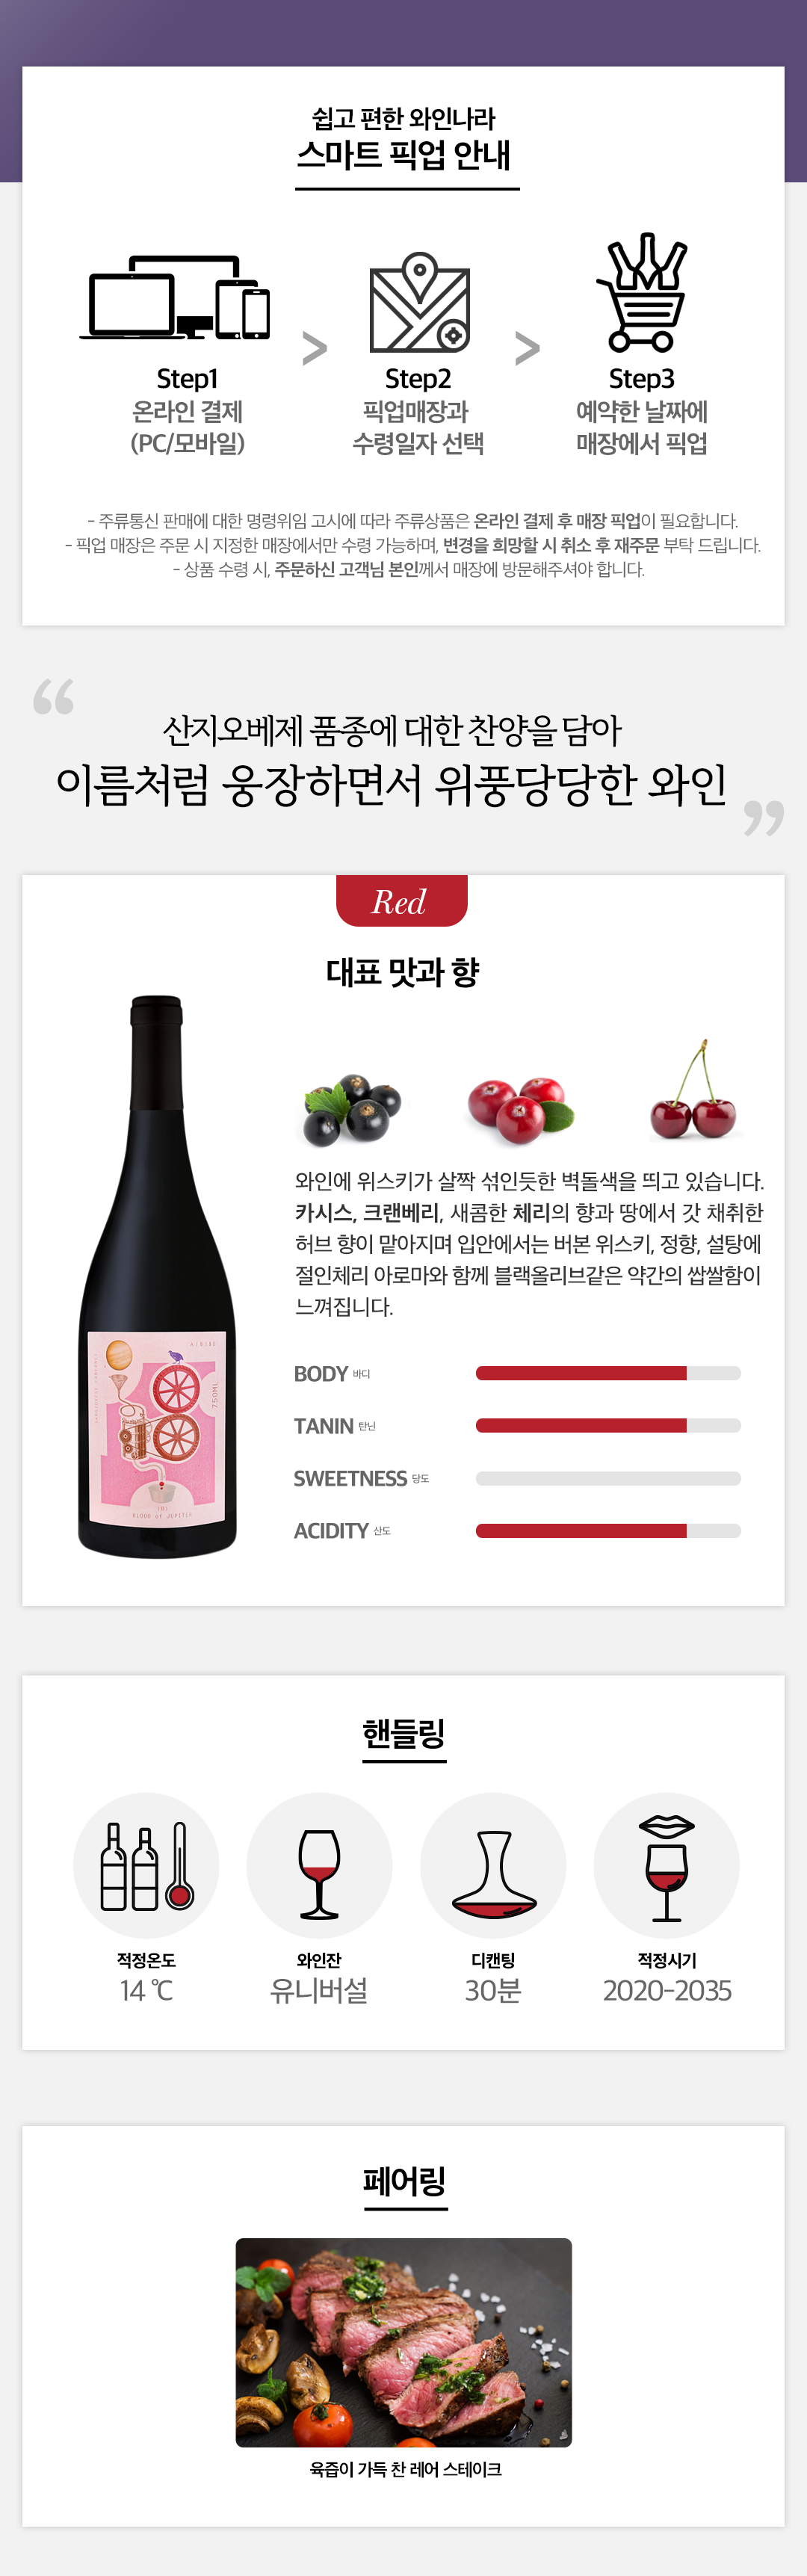 쉽고 편한 와인나라
스마트 픽업 안내
Step1
온라인 결제
(PC/모바일)
>
Step2
픽업매장과
수령일자 선택
>
Step3
예약한 날짜에
매장에서 픽업
- 주류통신 판매에 대한 명령위임 고시에 따라 주류상품은 온라인 결제 후 매장 픽업이 필요합니다.
- 픽업 매장은 주문 시 지정한 매장에서만 수령 가능하며, 변경을 희망할 시 취소 후 재주문 부탁 드립니다.
- 상품 수령 시, 주문하신 고객님 본인께서 매장에 방문해주셔야 합니다.
“
산지오베제 품종에 대한 찬양을 담아
이름처럼 웅장하면서 위풍당당한 와인
”
Red
대표 맛과 향
와인에 위스키가 살짝 섞인듯한 벽돌색을 띄고 있습니다.
카시스, 크랜베리, 새콤한 체리의 향과 땅에서 갓 채취한
허브 향이 맡아지며 입안에서는 버본 위스키, 정향, 설탕에
절인체리 아로마와 함께 블랙올리브같은 약간의 쌉쌀함이
느껴집니다.
750ML
BLOOD of JUPITER
BODY 바디
TANIN 탄닌
SWEETNESS 당도
ACIDITY 산도
핸들링
적정온도
14 ℃
와인잔
유니버설
디캔팅
30분
적정시기
2020-2035
페어링
육즙이 가득 찬 레어 스테이크